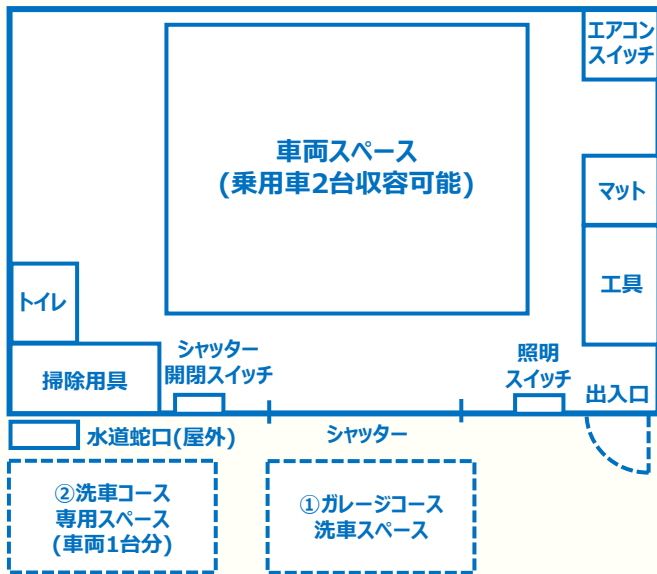 エアコン
スイッチ
車両スペース
(乗用車2台収容可能)
マット
工具
トイレ
掃除用具
シャッター
開閉スイッチ
照明
スイッチ
出入口
水道蛇口(屋外)
シャッター
②洗車コース
専用スペース
(車両1台分)
①ガレージコース
洗車スペース